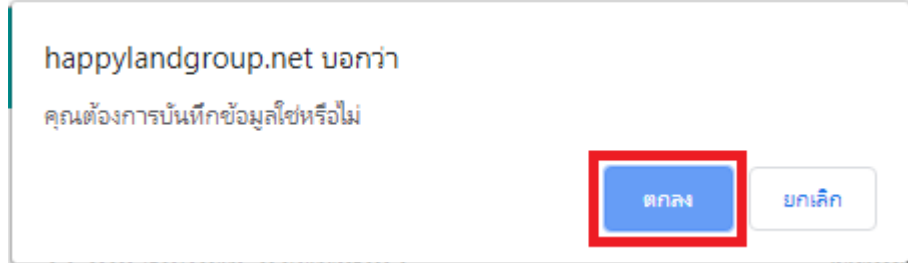 happylandgroup.net บอกว่า
คุณต้องการบันทึกข้อมูลใช่หรือไม่
ตกลง ยกเลิก